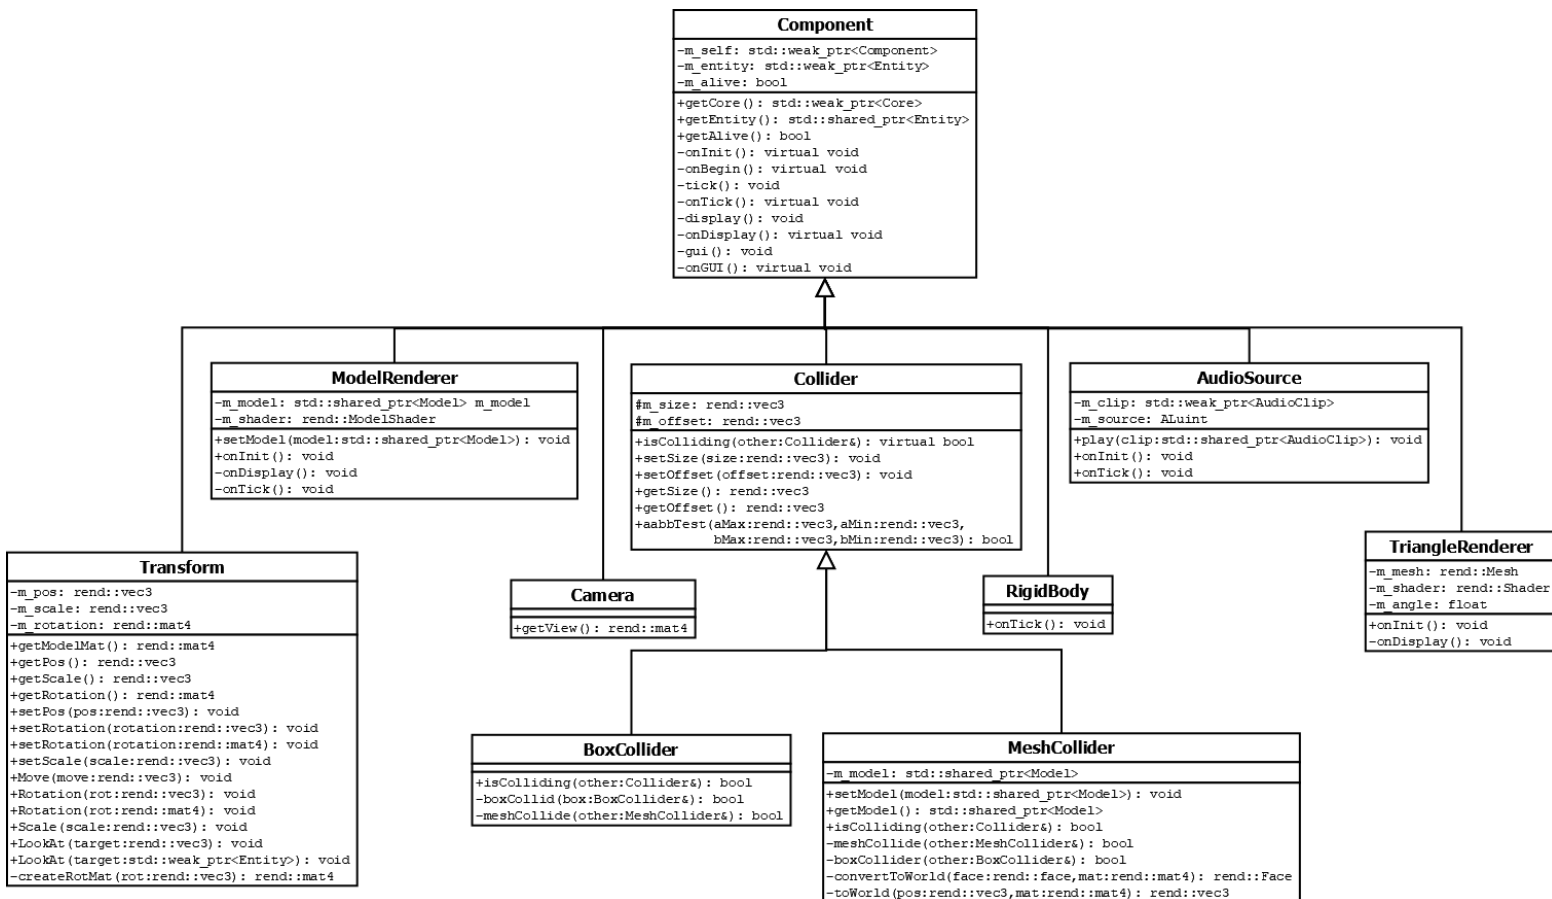 Component
-m_self: std::weak_ptr<Component>
-m_entity: std::weak_ptr<Entity>
-m_alive: bool
+getCore(): std::weak_ptr<Core>
+getEntity(): std::shared_ptr<Entity>
+getAlive(): bool
-onInit(): virtual void
-onBegin(): virtual void
-tick(): void
-onTick(): virtual void
-display(): void
-onDisplay(): virtual void
-gui(): void
-onGUI(): virtual void
ModelRenderer
-m_model: std::shared_ptr<Model> m_model
-m_shader: rend::ModelShader
+setModel(model:std::shared_ptr<Model>): void
+onInit(): void
-onDisplay(): void
-onTick(): void
Collider
#m_size: rend::vec3
#m_offset: rend::vec3
+isColliding(other:Collider&): virtual bool
+setSize(size:rend::vec3): void
+setOffset(offset:rend::vec3): void
+getSize(): rend::vec3
+getOffset(): rend::vec3
+aabbTest(aMax:rend::vec3,aMin:rend::vec3,
bMax:rend::vec3,bMin:rend::vec3): bool
AudioSource
-m_clip: std::weak_ptr<AudioClip>
-m_source: ALuint
+play(clip:std::shared_ptr<AudioClip>): void
+onInit(): void
+onTick(): void
Transform
-m_pos: rend::vec3
-m_scale: rend::vec3
-m_rotation: rend::mat4
+getModelMat(): rend::mat4
+getPos(): rend::vec3
+getScale(): rend::vec3
+getRotation(): rend::mat4
+setPos(pos:rend::vec3): void
+setRotation(rotation:rend::vec3): void
+setRotation(rotation:rend::mat4): void
+setScale(scale:rend::vec3): void
+Move(move:rend::vec3): void
+Rotation(rot:rend::vec3): void
+Rotation(rot:rend::mat4): void
+Scale(scale:rend::vec3): void
+LookAt(target:rend::vec3): void
+LookAt(target:std::weak_ptr<Entity>): void
-createRotMat(rot:rend::vec3): rend::mat4
Camera
+getView(): rend::mat4
RigidBody
+onTick(): void
TriangleRenderer
-m_mesh: rend::Mesh
-m_shader: rend::Shader
-m_angle: float
+onInit(): void
-onDisplay(): void
BoxCollider
+isColliding(other:Collider&): bool
-boxCollid(box:BoxCollider&): bool
-meshCollide(other:MeshCollider&): bool
MeshCollider
-m_model: std::shared_ptr<Model>
+setModel(model:std::shared_ptr<Model>): void
+getModel(): std::shared_ptr<Model>
+isColliding(other:Collider&): bool
-meshCollide(other:MeshCollider&): bool
-boxCollider(other:BoxCollider&): bool
-convertToWorld(face:rend::face,mat:rend::mat4): rend::Face
-toWorld(pos:rend::vec3,mat:rend::mat4): rend::vec3